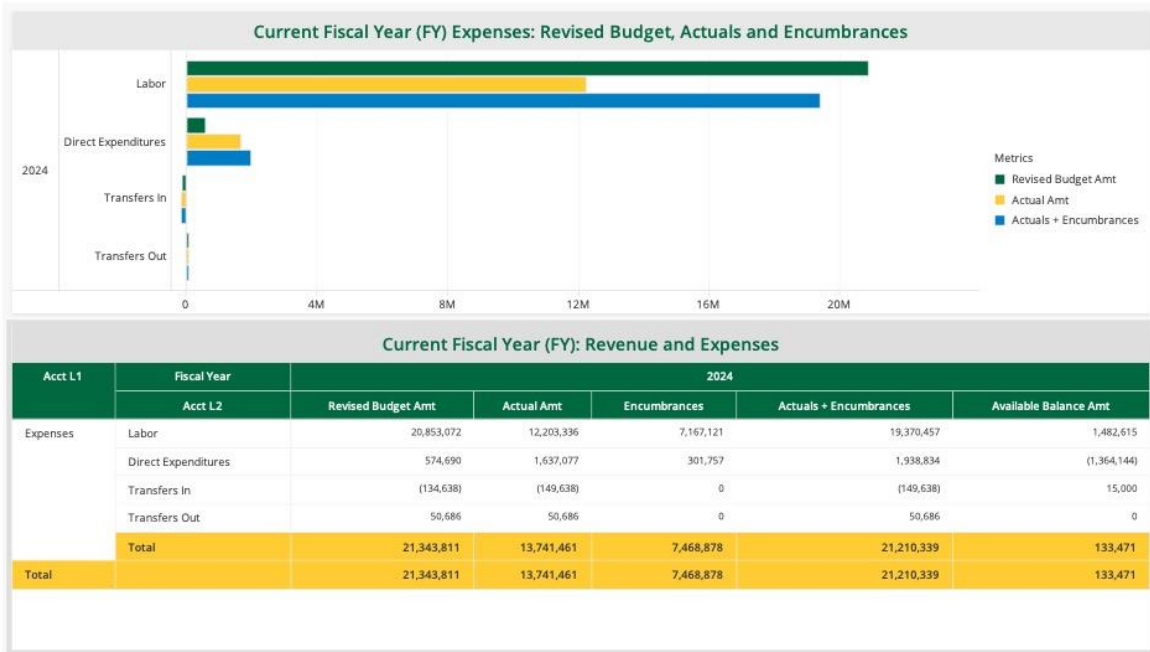 Current Fiscal Year (FY) Expenses: Revised Budget, Actuals and Encumbrances
2024
Labor
Direct Expenditures
Transfers In
Transfers Out
0 4M 8M 12M 16M 20M
Metrics
Revised Budget Amt
Actual Amt
Actuals + Encumbrances
Current Fiscal Year (FY): Revenue and Expenses
Acct L1 Fiscal Year 2024
Acct L2 Revised Budget Amt Actual Amt Encumbrances Actuals + Encumbrances Available Balance Amt
Expenses Labor 20,853,072 12,203,336 7,167,121 19,370,457 1,482,615
Direct Expenditures 574,690 1,637,077 301,757 1,938,834 (1,364,144)
Transfers In (134,638) (149,638) 0 (149,638) 15,000
Transfers Out 50,686 50,686 0 50,686 0
Total 21,343,811 13,741,461 7,468,878 21,210,339 133,471
Total 21,343,811 13,741,461 7,468,878 21,210,339 133,471